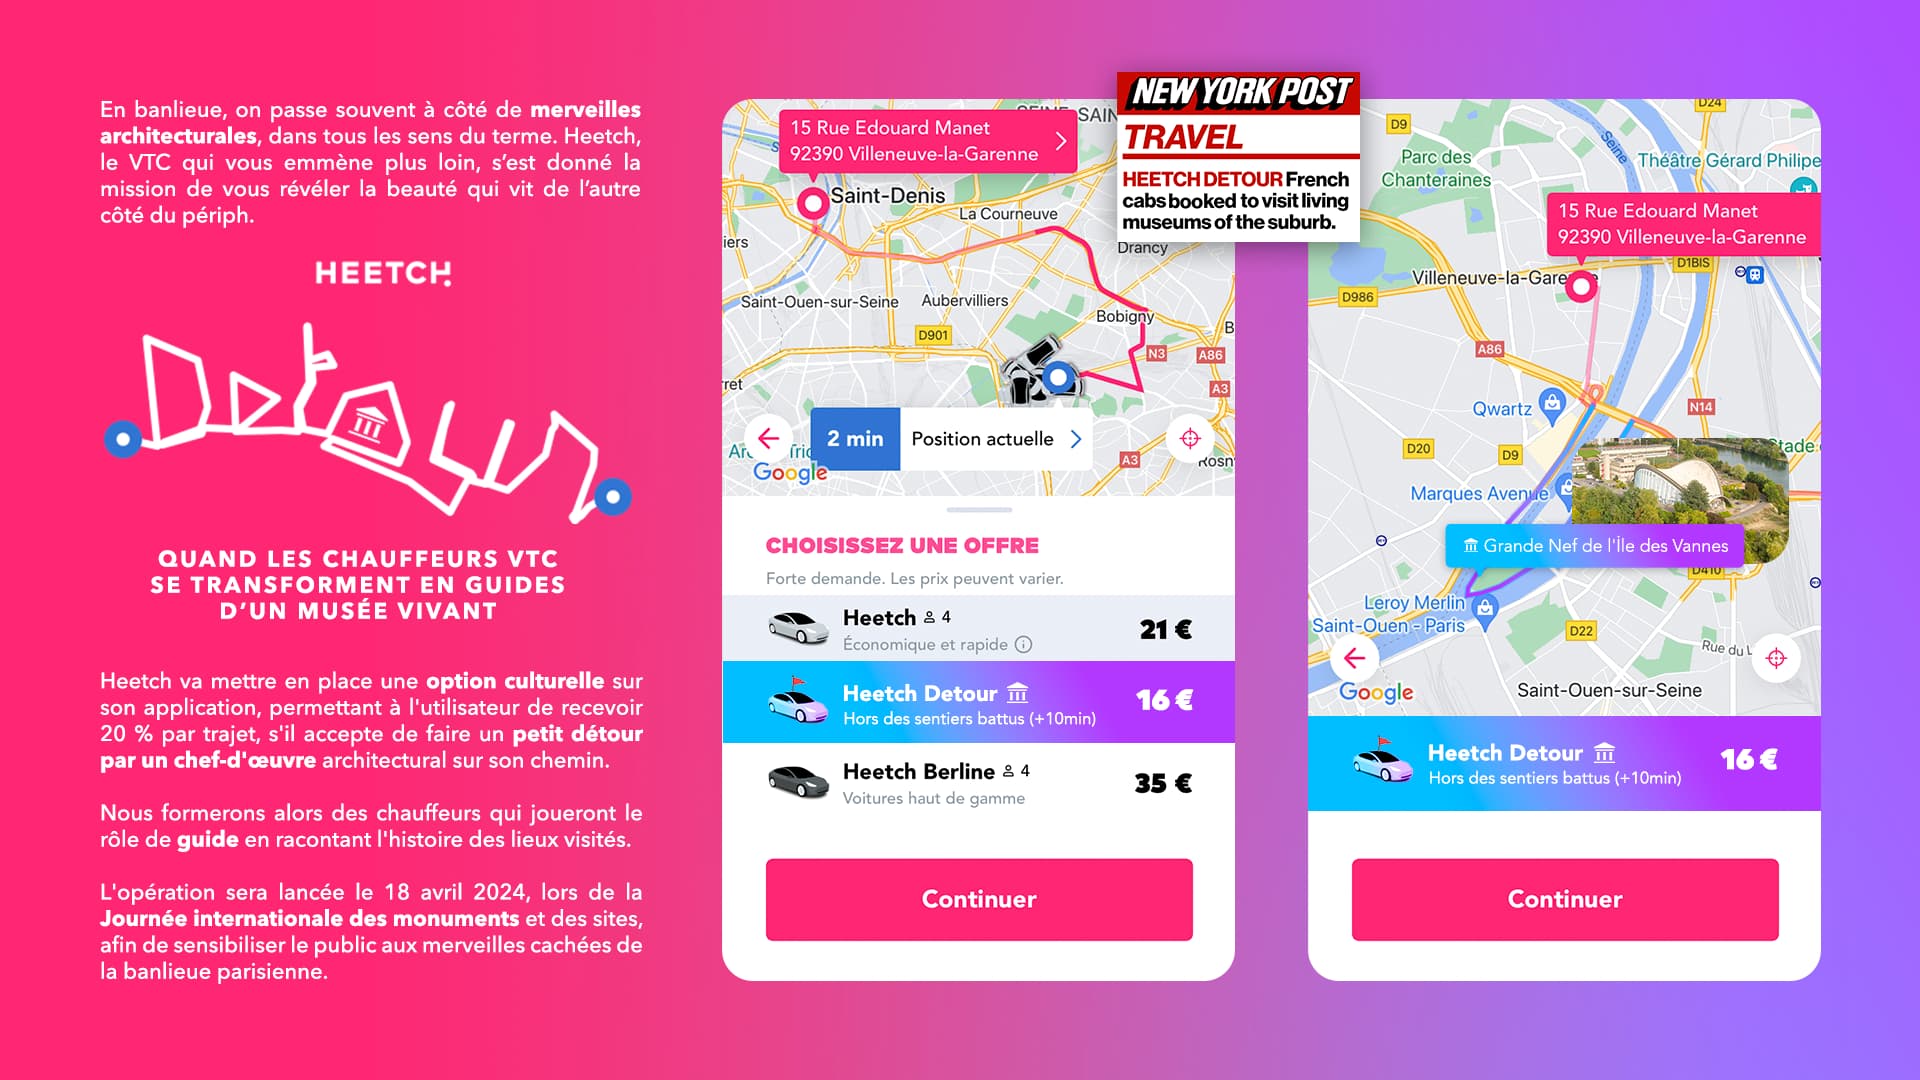 En banlieue, on passe souvent à côté de merveilles
architecturales, dans tous les sens du terme. Heetch,
le VTC qui vous emmène plus loin, s’est donné la
mission de vous révéler la beauté qui vit de l’autre
côté du périph.
HEETCH
Detour
QUAND LES CHAUFFEURS VTC
SE TRANSFORMENT EN GUIDES
D’UN MUSÉE VIVANT
Heetch va mettre en place une option culturelle sur
son application, permettant à l'utilisateur de recevoir
20 % par trajet, s'il accepte de faire un petit détour
par un chef-d'œuvre architectural sur son chemin.
Nous formerons alors des chauffeurs qui joueront le
rôle de guide en racontant l'histoire des lieux visités.
L'opération sera lancée le 18 avril 2024, lors de la
Journée internationale des monuments et des sites,
afin de sensibiliser le public aux merveilles cachées de
la banlieue parisienne.
15 Rue Edouard Manet
92390 Villeneuve-la-Garenne
Saint-Denis
La Courneuve
Drancy
Saint-Ouen-sur-Seine
Aubervilliers
Bobigny
D901
N3
A86
A3
2 min
Position actuelle
A3
Google
CHOISISSEZ UNE OFFRE
Forte demande. Les prix peuvent varier.
Heetch 4
Économique et rapide
21 €
Heetch Detour
Hors des sentiers battus (+10min)
16 €
Heetch Berline 4
Voitures haut de gamme
35 €
Continuer
NEW YORK POST
TRAVEL
HEETCH DETOUR French
cabs booked to visit living
museums of the suburb.
D24
D9
Seine
Parc des
Chanteraines
Théâtre Gérard Philipe
15 Rue Edouard Manet
92390 Villeneuve-la-Garenne
D1BIS
Villeneuve-la-Gare
D986
A86
Qwartz
N14
D20
D9
Stade
Marques Avenue
Grande Nef de l'Île des Vannes
D410
Leroy Merlin
Saint-Ouen - Paris
D22
Rue du L
Google
Saint-Ouen-sur-Seine
Heetch Detour
Hors des sentiers battus (+10min)
16 €
Continuer